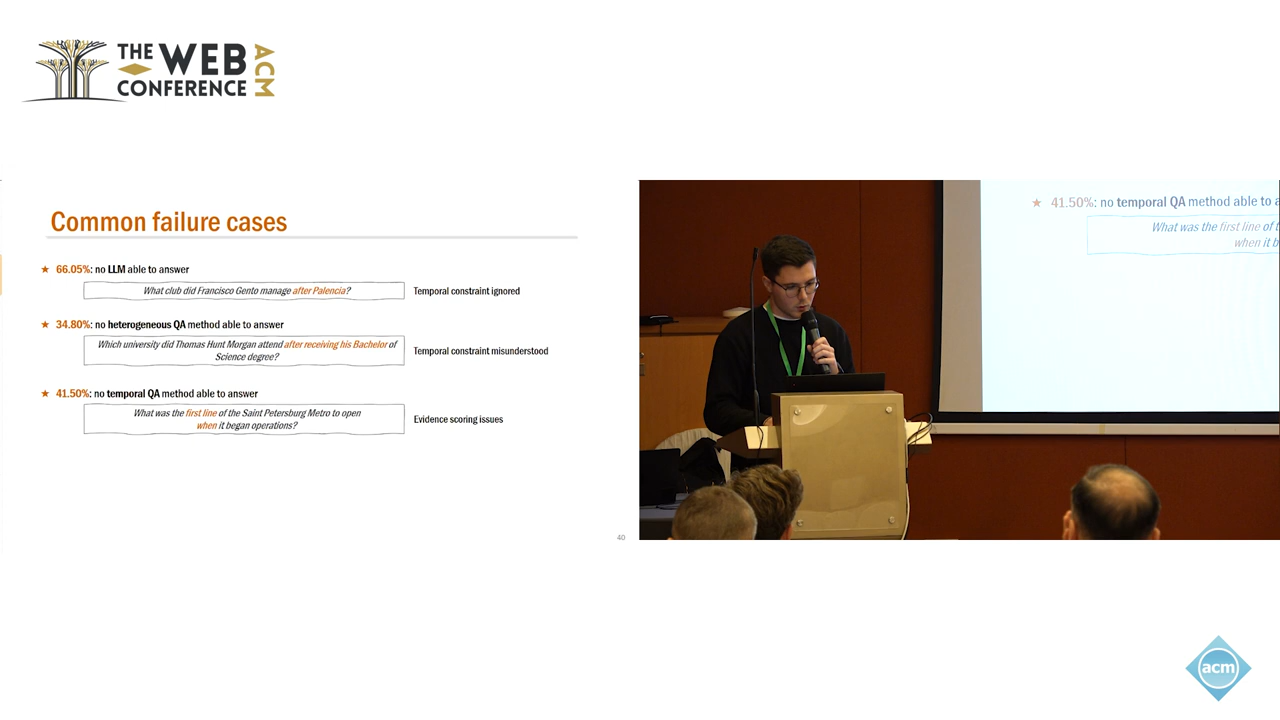 THE WEB
CONFERENCE
ACM
Common failure cases
★ 66.05%: no LLM able to answer
What club did Francisco Gento manage after Palencia?
Temporal constraint ignored
★ 34.80%: no heterogeneous QA method able to answer
Which university did Thomas Hunt Morgan attend after receiving his Bachelor of
Science degree?
Temporal constraint misunderstood
★ 41.50%: no temporal QA method able to answer
What was the first line of the Saint Petersburg Metro to open
when it began operations?
Evidence scoring issues
40
★ 41.50%: no temporal QA method able to a
What was the first line of t
when it b
acm